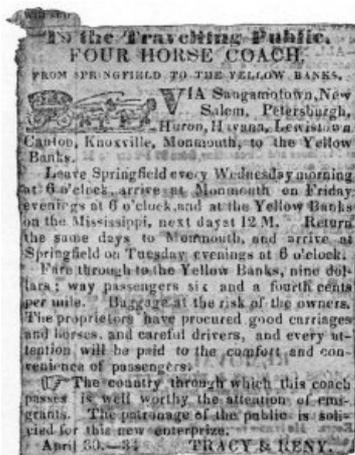 To the Travelling Public.
FOUR HORSE COACH,
FROM SPRINGFIELD TO THE YELLOW BANKS.
VIA Sangamotown, New
Salem, Petersburgh,
Huron, Havana, Lewistown
Canton, Knoxville, Monmouth, to the Yellow
Banks.
Leave Springfield every Wednesday morning
at 6 o'clock, arrive at Monmouth on Friday
evenings at 6 o'clock, and at the Yellow Banks
on the Mississippi, next days at 12 M. Return
the same days to Monmouth, and arrive at
Springfield on Tuesday evenings at 6 o'clock.
Fare through to the Yellow Banks, nine dol-
lars; way passengers six and a fourth cents
per mile. Baggage at the risk of the owners.
The proprietors have procured good carriages
and horses, and careful drivers, and every at-
tention will be paid to the comfort and con-
venience of passengers.
☞ The country through which this coach
passes is well worthy the attention of emi-
grants. The patronage of the public is soli-
cied for this new enterprize.
April 30.—34 TRACY & RENY.